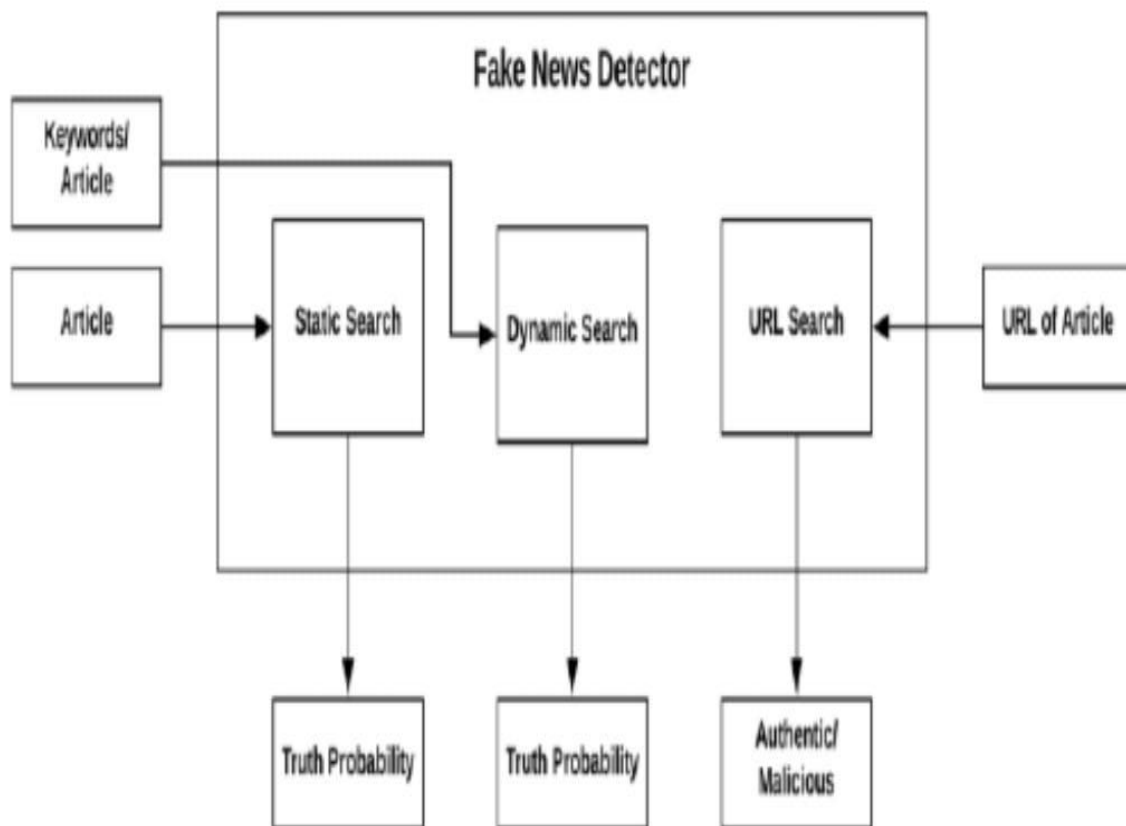 Fake News Detector
Keywords/
Article
Article
Static Search
Dynamic Search
URL Search
URL of Article
Truth Probability
Truth Probability
Authentic/
Malicious